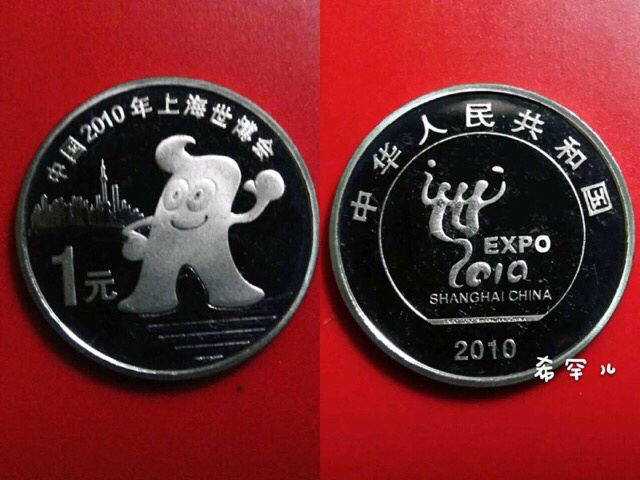 中国2010年上海世博会
1元
中华人民共和国
EXPO
2010
SHANGHAI CHINA
2010
希罕儿